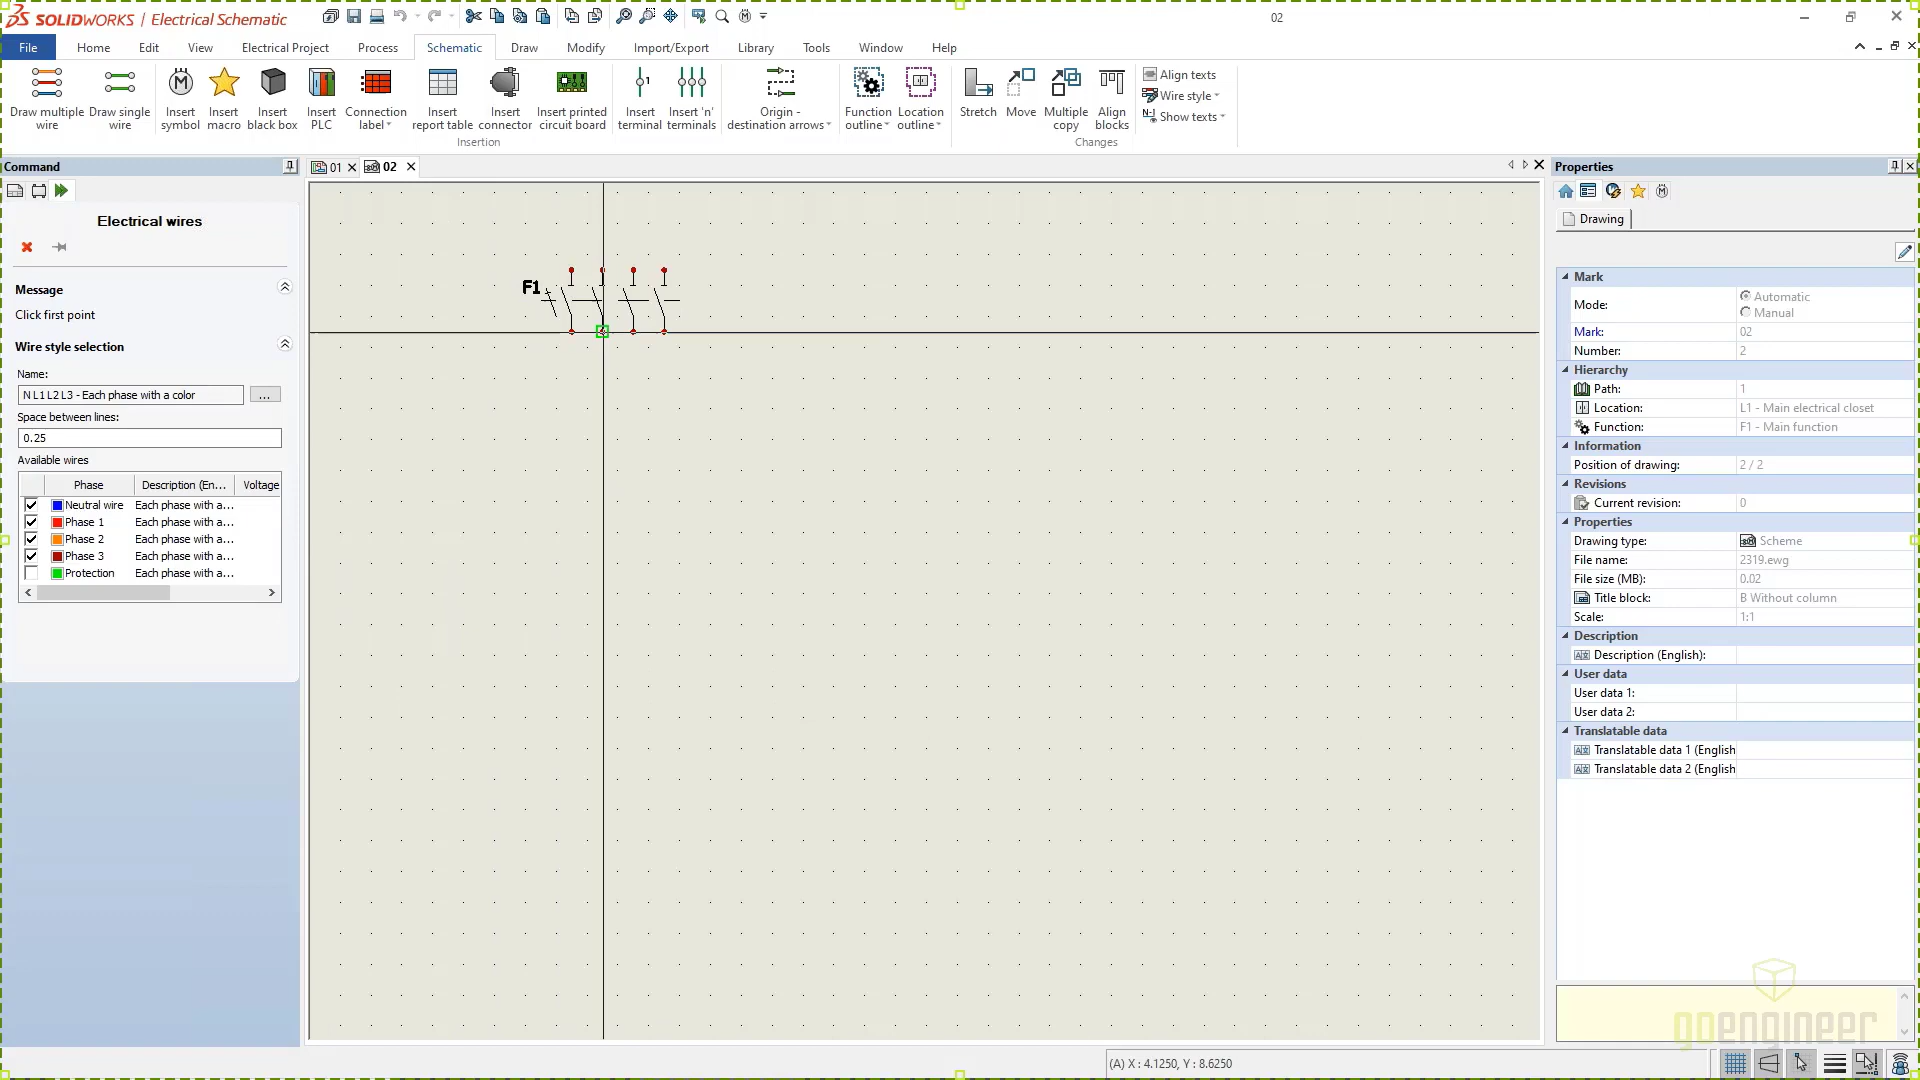 SOLIDWORKS | Electrical Schematic
02
File Home Edit View Electrical Project Process Schematic Draw Modify Import/Export Library Tools Window Help
Draw multiple wire
Draw single wire
Insert symbol
Insert macro
Insert black box
Insert PLC
Connection label
Insert report table
Insert connector
Insert printed circuit board
Insert terminal
Insert 'n' terminals
Origin - destination arrows
Function outline
Location outline
Stretch
Move
Multiple copy
Align blocks
Align texts
Wire style
Show texts
Insertion
Changes
Command
01
02
Electrical wires
Message
Click first point
Wire style selection
Name:
N L1 L2 L3 - Each phase with a color
...
Space between lines:
0.25
Available wires
Phase Description (En... Voltage
Neutral wire Each phase with a...
Phase 1 Each phase with a...
Phase 2 Each phase with a...
Phase 3 Each phase with a...
Protection Each phase with a...
F1
Properties
Drawing
Mark
Mode: Automatic
Manual
Mark: 02
Number: 2
Hierarchy
Path: 1
Location: L1 - Main electrical closet
Function: F1 - Main function
Information
Position of drawing: 2 / 2
Revisions
Current revision: 0
Properties
Drawing type: Scheme
File name: 2319.ewg
File size (MB): 0.02
Title block: B Without column
Scale: 1:1
Description
Description (English):
User data
User data 1:
User data 2:
Translatable data
Translatable data 1 (English
Translatable data 2 (English
goengineer
(A) X : 4.1250, Y : 8.6250